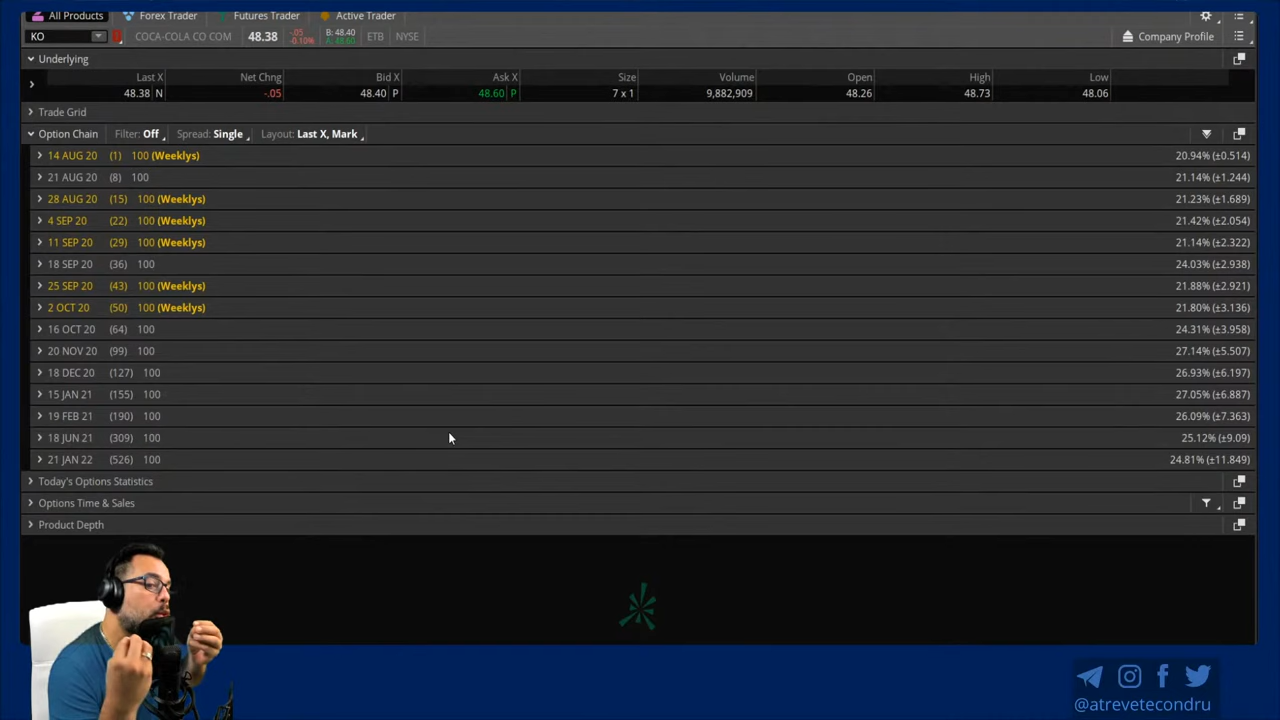 All Products Forex Trader Futures Trader Active Trader
KO COCA-COLA CO COM 48.38 -.05 -0.10% B: 48.40 A: 48.60 ETB NYSE Company Profile
Underlying
Last X Net Chng Bid X Ask X Size Volume Open High Low
48.38 N -.05 48.40 P 48.60 P 7 x 1 9,882,909 48.26 48.73 48.06
Trade Grid
Option Chain Filter: Off Spread: Single Layout: Last X, Mark
14 AUG 20 (1) 100 (Weeklys) 20.94% (±0.514)
21 AUG 20 (8) 100 21.14% (±1.244)
28 AUG 20 (15) 100 (Weeklys) 21.23% (±1.689)
4 SEP 20 (22) 100 (Weeklys) 21.42% (±2.054)
11 SEP 20 (29) 100 (Weeklys) 21.14% (±2.322)
18 SEP 20 (36) 100 24.03% (±2.938)
25 SEP 20 (43) 100 (Weeklys) 21.88% (±2.921)
2 OCT 20 (50) 100 (Weeklys) 21.80% (±3.136)
16 OCT 20 (64) 100 24.31% (±3.958)
20 NOV 20 (99) 100 27.14% (±5.507)
18 DEC 20 (127) 100 26.93% (±6.197)
15 JAN 21 (155) 100 27.05% (±6.887)
19 FEB 21 (190) 100 26.09% (±7.363)
18 JUN 21 (309) 100 25.12% (±9.09)
21 JAN 22 (526) 100 24.81% (±11.849)
Today's Options Statistics
Options Time & Sales
Product Depth
@atrevetecondru